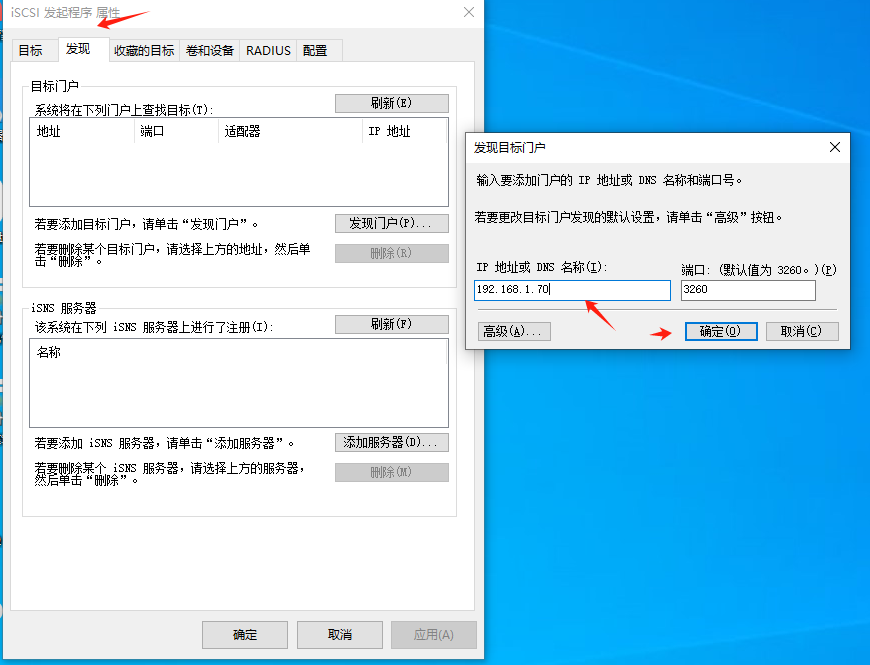 iSCSI 发起程序 属性
目标 发现 收藏的目标 卷和设备 RADIUS 配置
目标门户
系统将在下列门户上查找目标(T):
刷新(E)
地址 端口 适配器 IP 地址
若要添加目标门户，请单击“发现门户”。
发现门户(P)...
若要删除某个目标门户，请选择上方的地址，然后单
击“删除”。
删除(R)
iSNS 服务器
该系统在下列 iSNS 服务器上进行了注册(I):
刷新(F)
名称
若要添加 iSNS 服务器，请单击“添加服务器”。
添加服务器(D)...
若要删除某个 iSNS 服务器，请选择上方的服务器，
然后单击“删除”。
删除(M)
确定 取消 应用(A)
发现目标门户
输入要添加门户的 IP 地址或 DNS 名称和端口号。
若要更改目标门户发现的默认设置，请单击“高级”按钮。
IP 地址或 DNS 名称(I):
端口: (默认值为 3260。)(P)
192.168.1.70
3260
高级(A)... 确定(O) 取消(C)